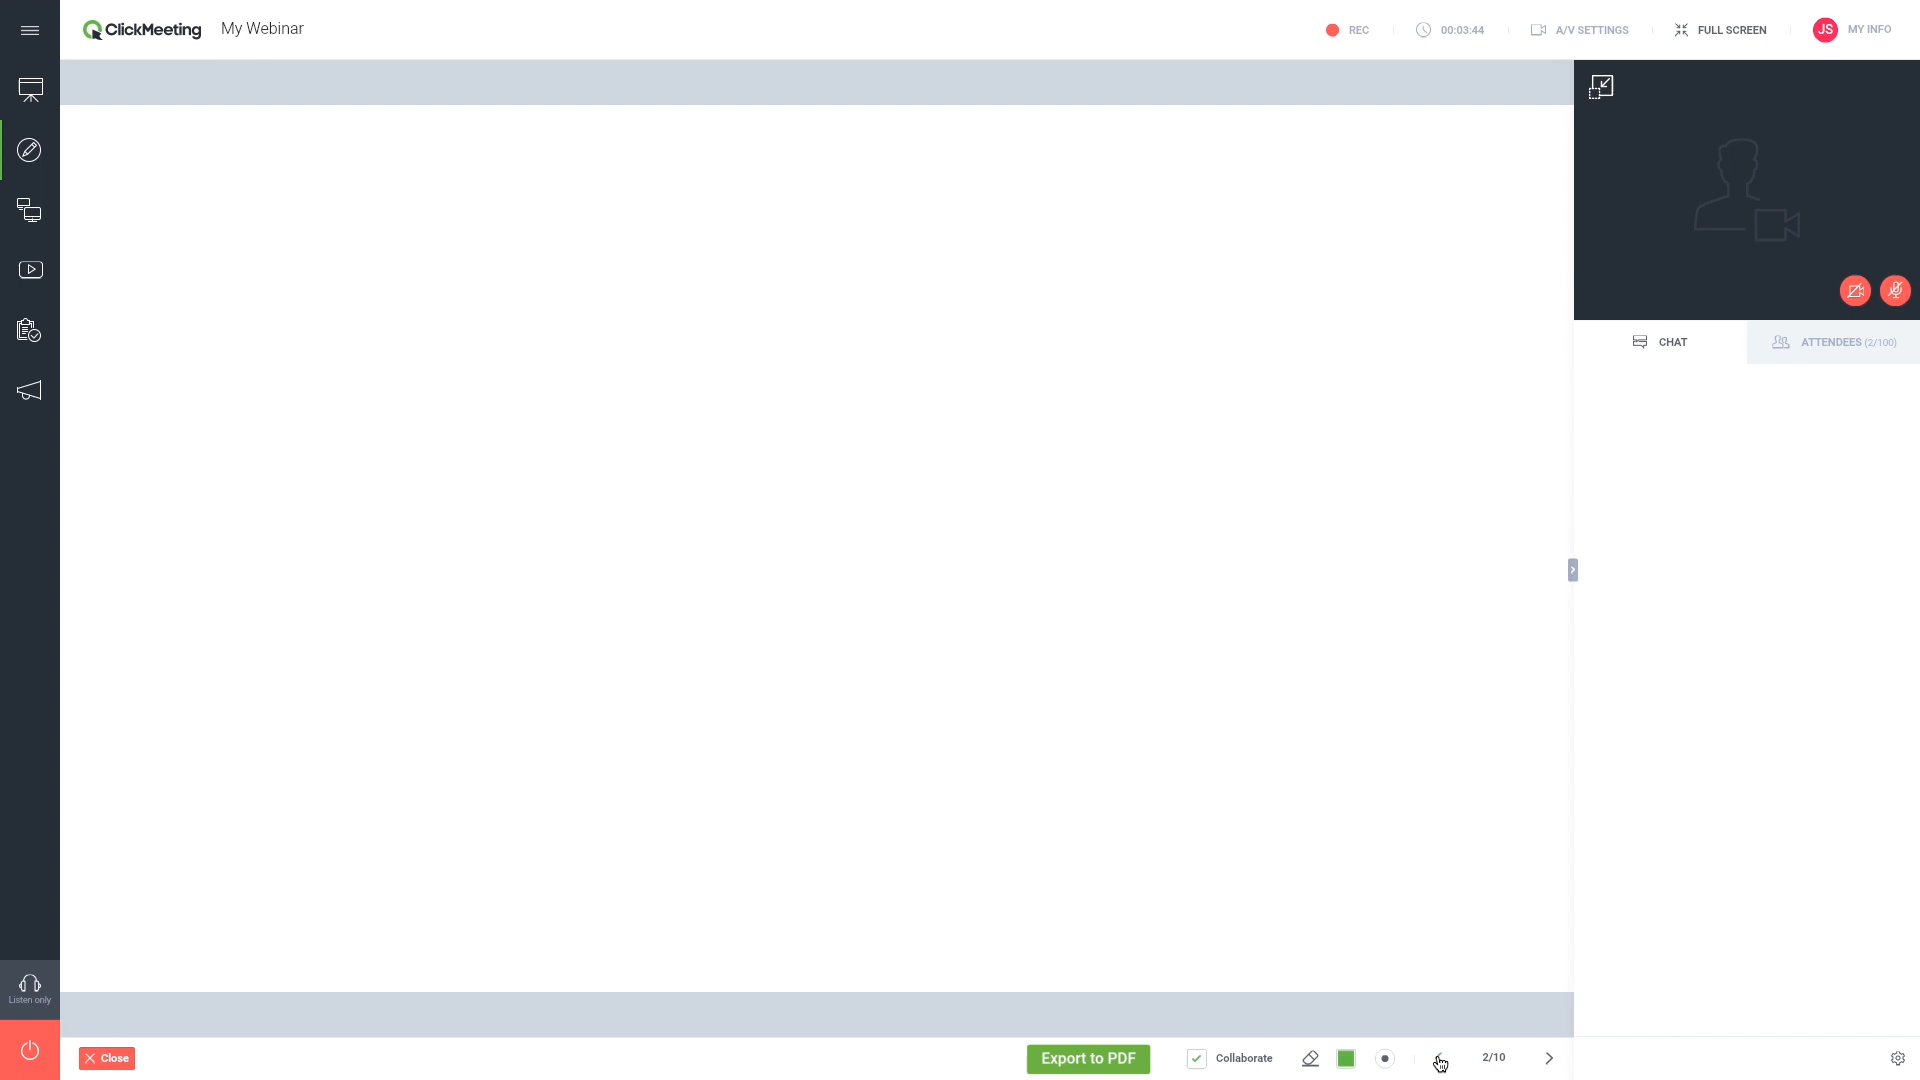 ClickMeeting My Webinar REC 00:03:44 A/V SETTINGS FULL SCREEN JS MY INFO
CHAT ATTENDEES (2/100)
Listen only
Close Export to PDF Collaborate 2/10